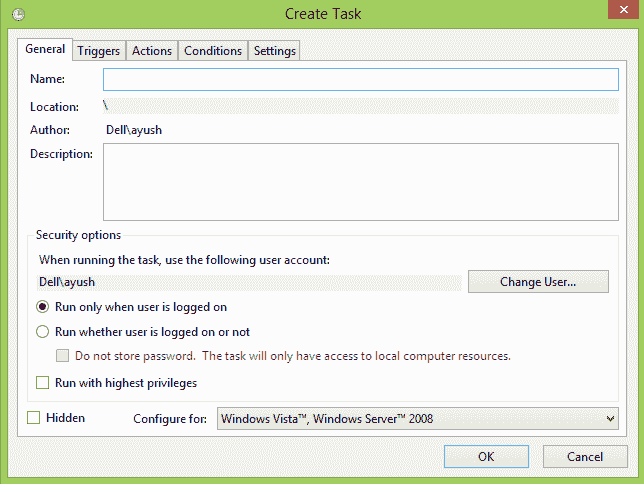 Create Task
General Triggers Actions Conditions Settings
Name:
Location: \
Author: Dell\ayush
Description:
Security options
When running the task, use the following user account:
Dell\ayush Change User...
Run only when user is logged on
Run whether user is logged on or not
Do not store password. The task will only have access to local computer resources.
Run with highest privileges
Hidden Configure for: Windows Vista™, Windows Server™ 2008
OK Cancel